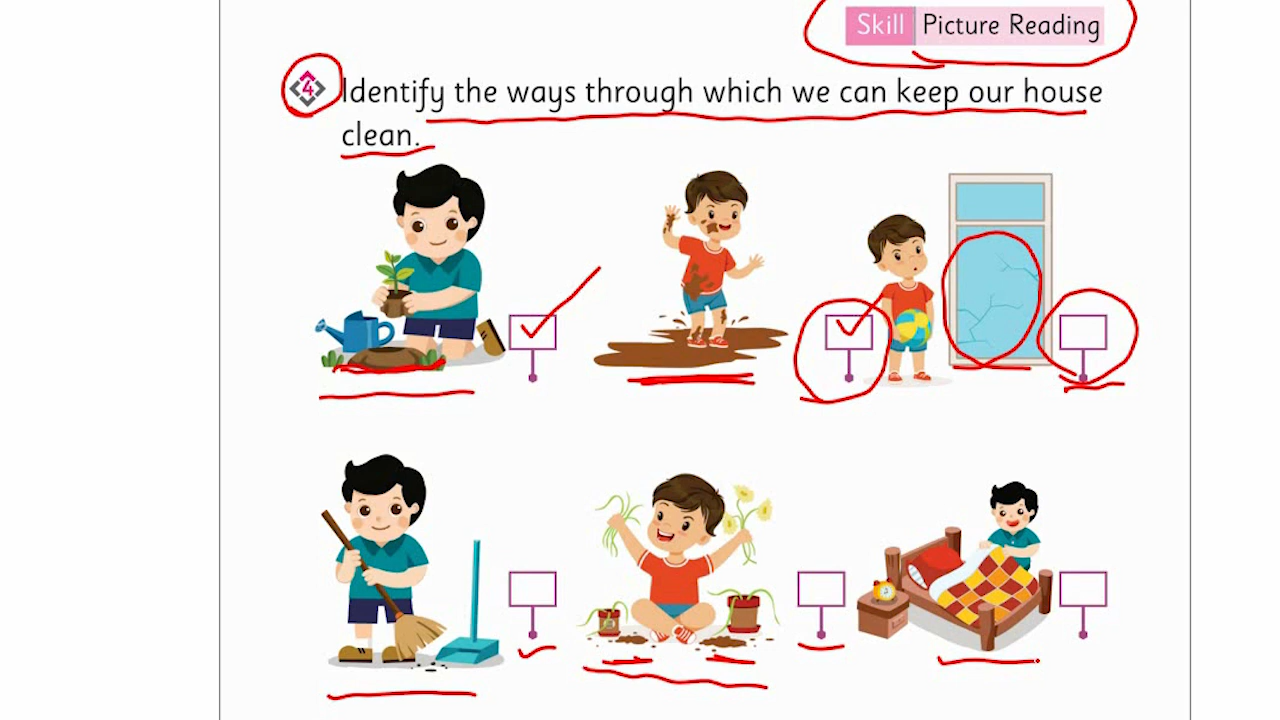 Skill Picture Reading
4 Identify the ways through which we can keep our house
clean.